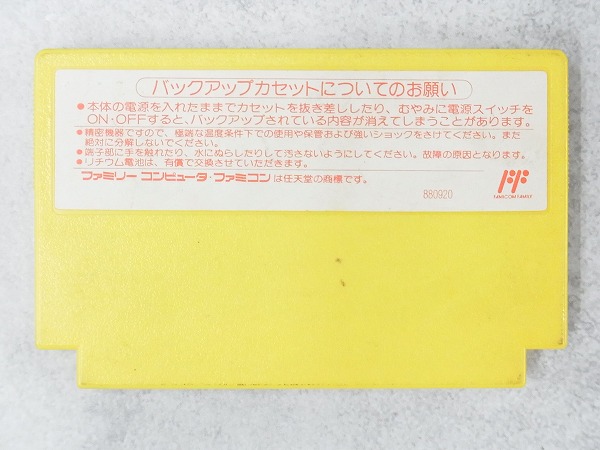 バックアップカセットについてのお願い
●本体の電源を入れたままでカセットを抜き差ししたり、むやみに電源スイッチを
ON・OFFすると、バックアップされている内容が消えてしまうことがあります。
●精密機器ですので、極端な温度条件下での使用や保管および強いショックをさけてください。また
絶対に分解しないでください。
●端子部に手を触れたり、水にぬらしたりして汚さないようにしてください。故障の原因となります。
●リチウム電池は、有償で交換させていただきます。
ファミリー コンピュータ・ファミコンは任天堂の商標です。
880920
FAMICOM FAMILY